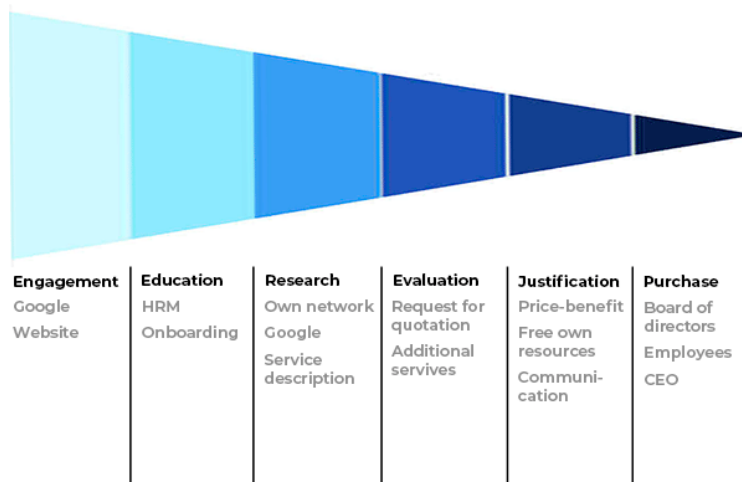 Engagement
Google
Website
Education
HRM
Onboarding
Research
Own network
Google
Service
description
Evaluation
Request for
quotation
Additional
servives
Justification
Price-benefit
Free own
resources
Communi-
cation
Purchase
Board of
directors
Employees
CEO